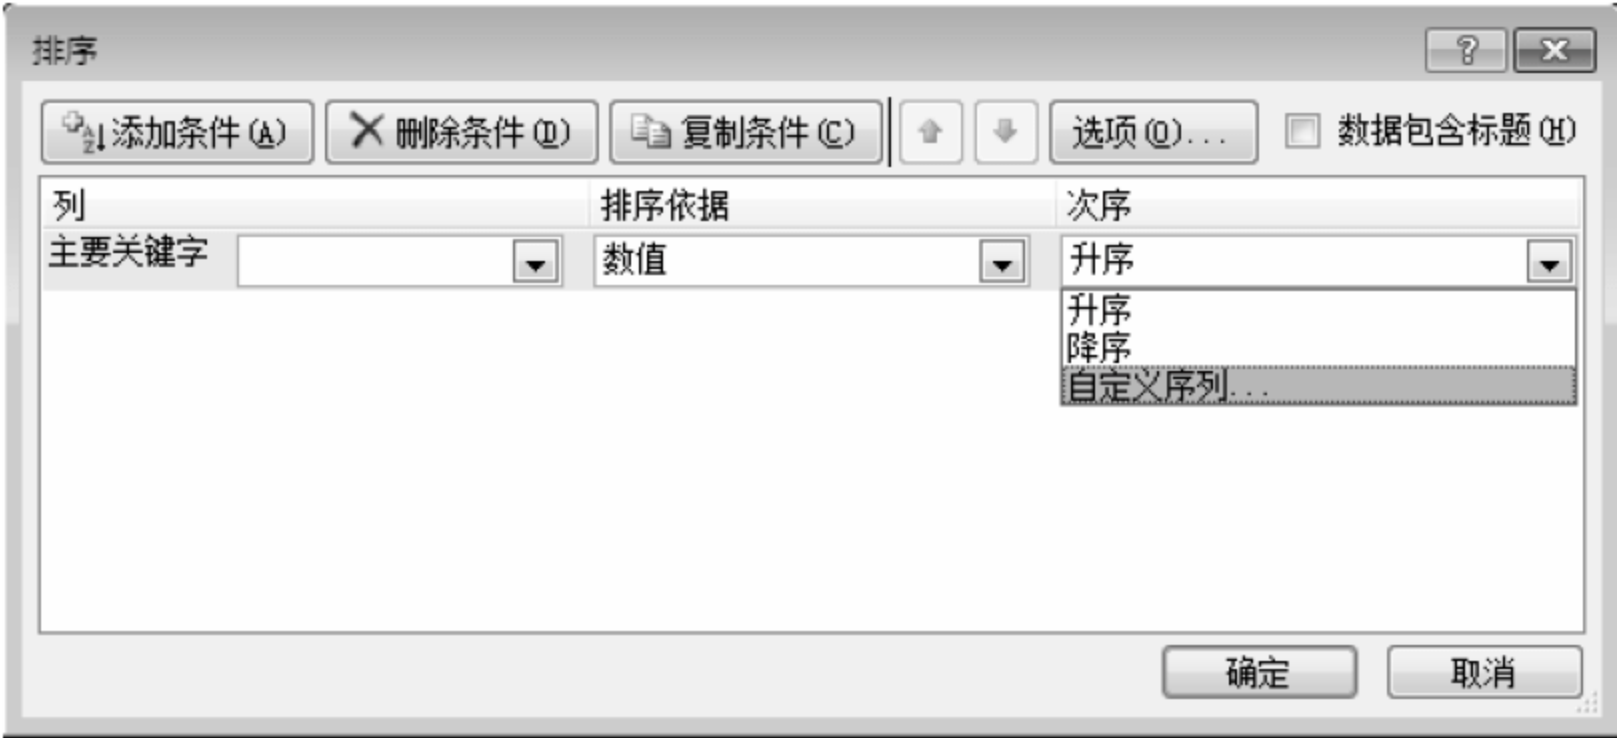 排序
添加条件(A) 删除条件(D) 复制条件(C) 选项(O)... 数据包含标题(H)
列 排序依据 次序
主要关键字 数值 升序
升序
降序
自定义序列...
确定 取消